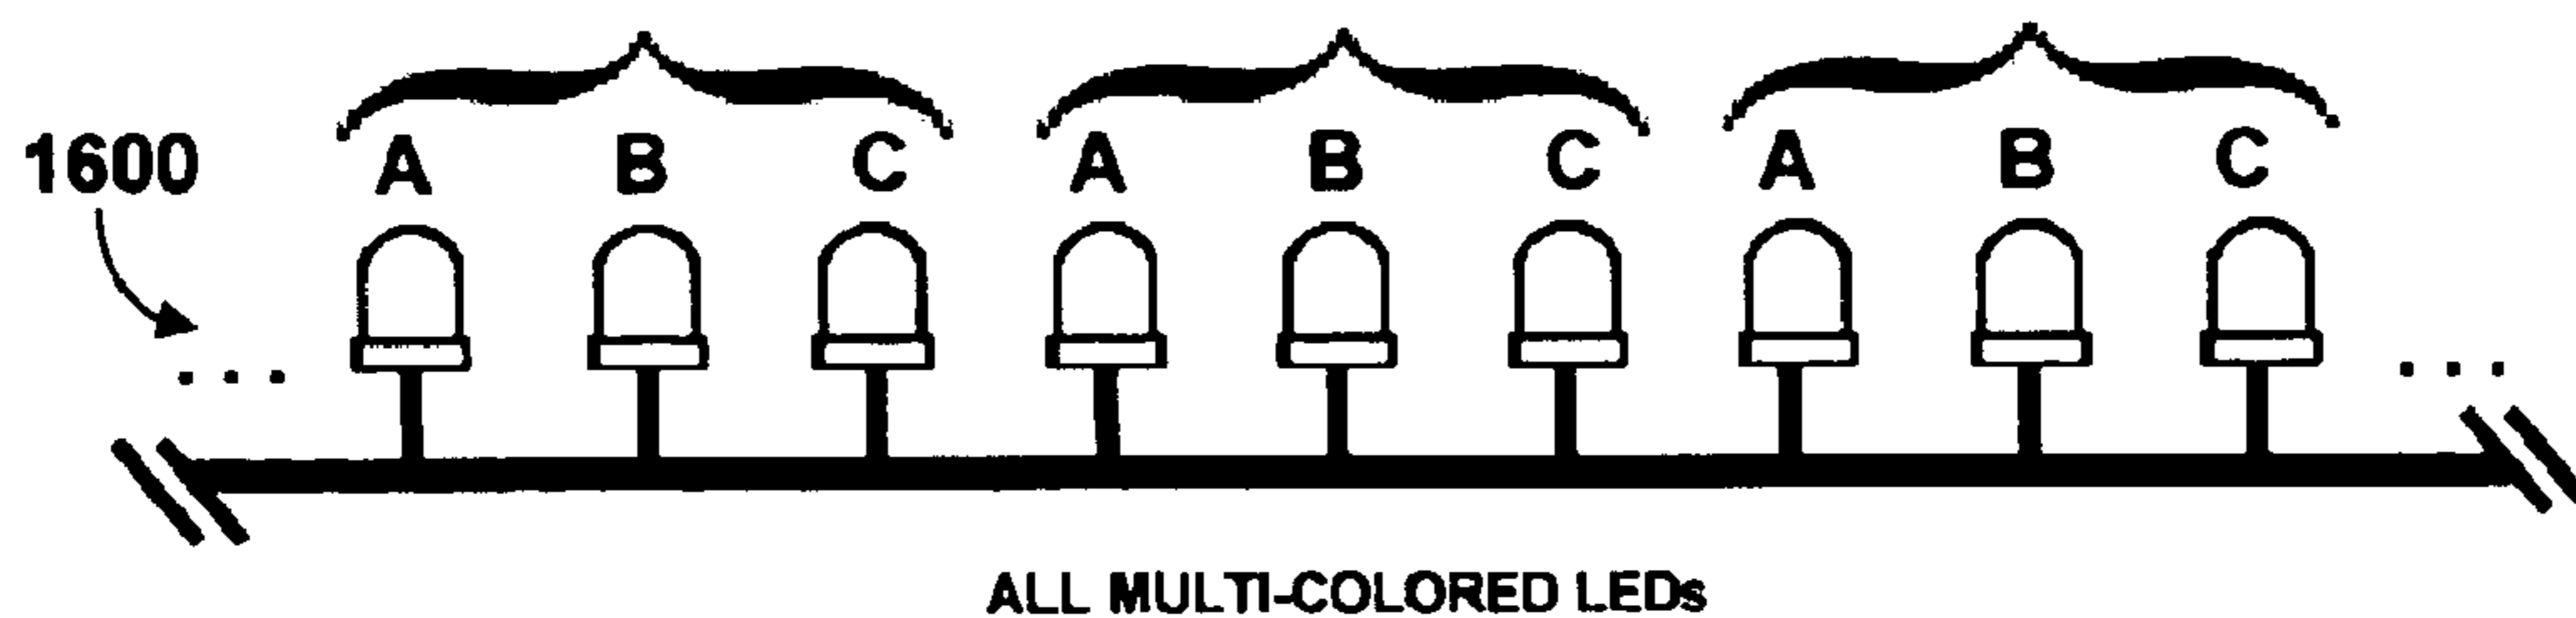 1600 A B C A B C A B C
... ...
ALL MULTI-COLORED LEDs